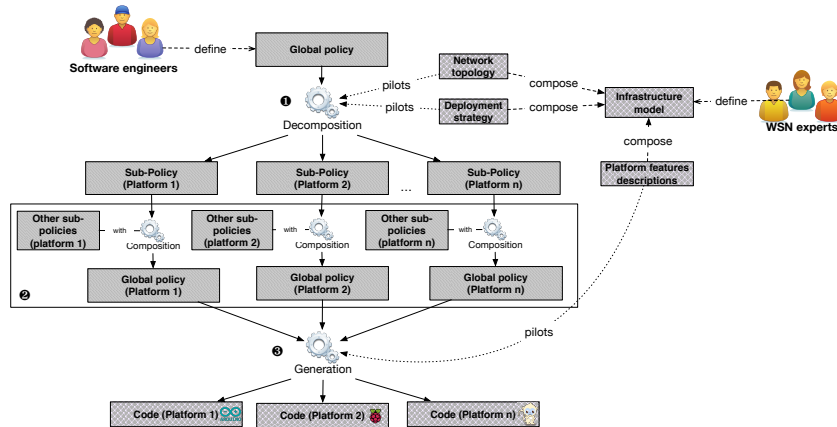 Software engineers
define
Global policy
❶
Decomposition
pilots
pilots
Network
topology
Deployment
strategy
compose
compose
Infrastructure
model
define
WSN experts
compose
Platform features
descriptions
Sub-Policy
(Platform 1)
Sub-Policy
(Platform 2)
...
Sub-Policy
(Platform n)
Other sub-
policies
(platform 1)
with
Composition
Other sub-
policies
(platform 2)
with
Composition
Other sub-
policies
(platform n)
with
Composition
Global policy
(Platform 1)
Global policy
(Platform 2)
Global policy
(Platform n)
❷
pilots
❸
Generation
Code (Platform 1)
Code (Platform 2)
Code (Platform n)